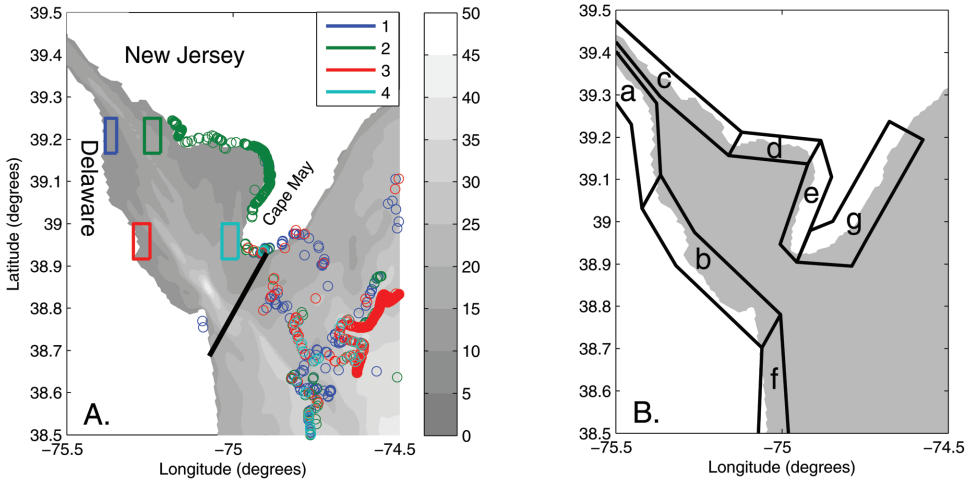 New Jersey
Delaware
Cape May
1
2
3
4
A.
39.5
39.4
39.3
39.2
39.1
39
38.9
38.8
38.7
38.6
38.5
Latitude (degrees)
−75.5
−75
−74.5
Longitude (degrees)
50
45
40
35
30
25
20
15
10
5
0
39.5
39.4
39.3
39.2
39.1
39
38.9
38.8
38.7
38.6
38.5
a
c
d
e
g
b
f
B.
−75.5
−75
−74.5
Longitude (degrees)